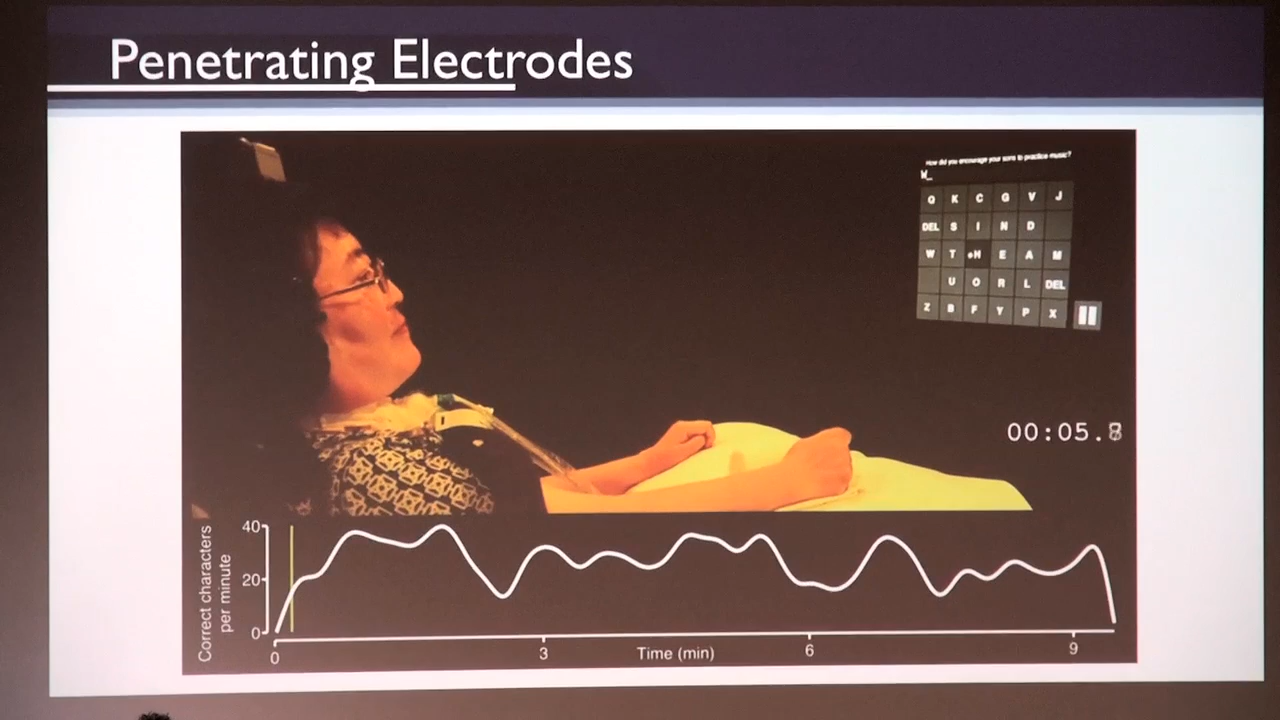 Penetrating Electrodes
How did you encourage your sons to practice music?
W_
Q K C G V J
DEL S I N D
W T H E A M
U O R L DEL
Z B F Y P X
00:05.8
Correct characters
per minute
40
20
0
0 3 6 9
Time (min)